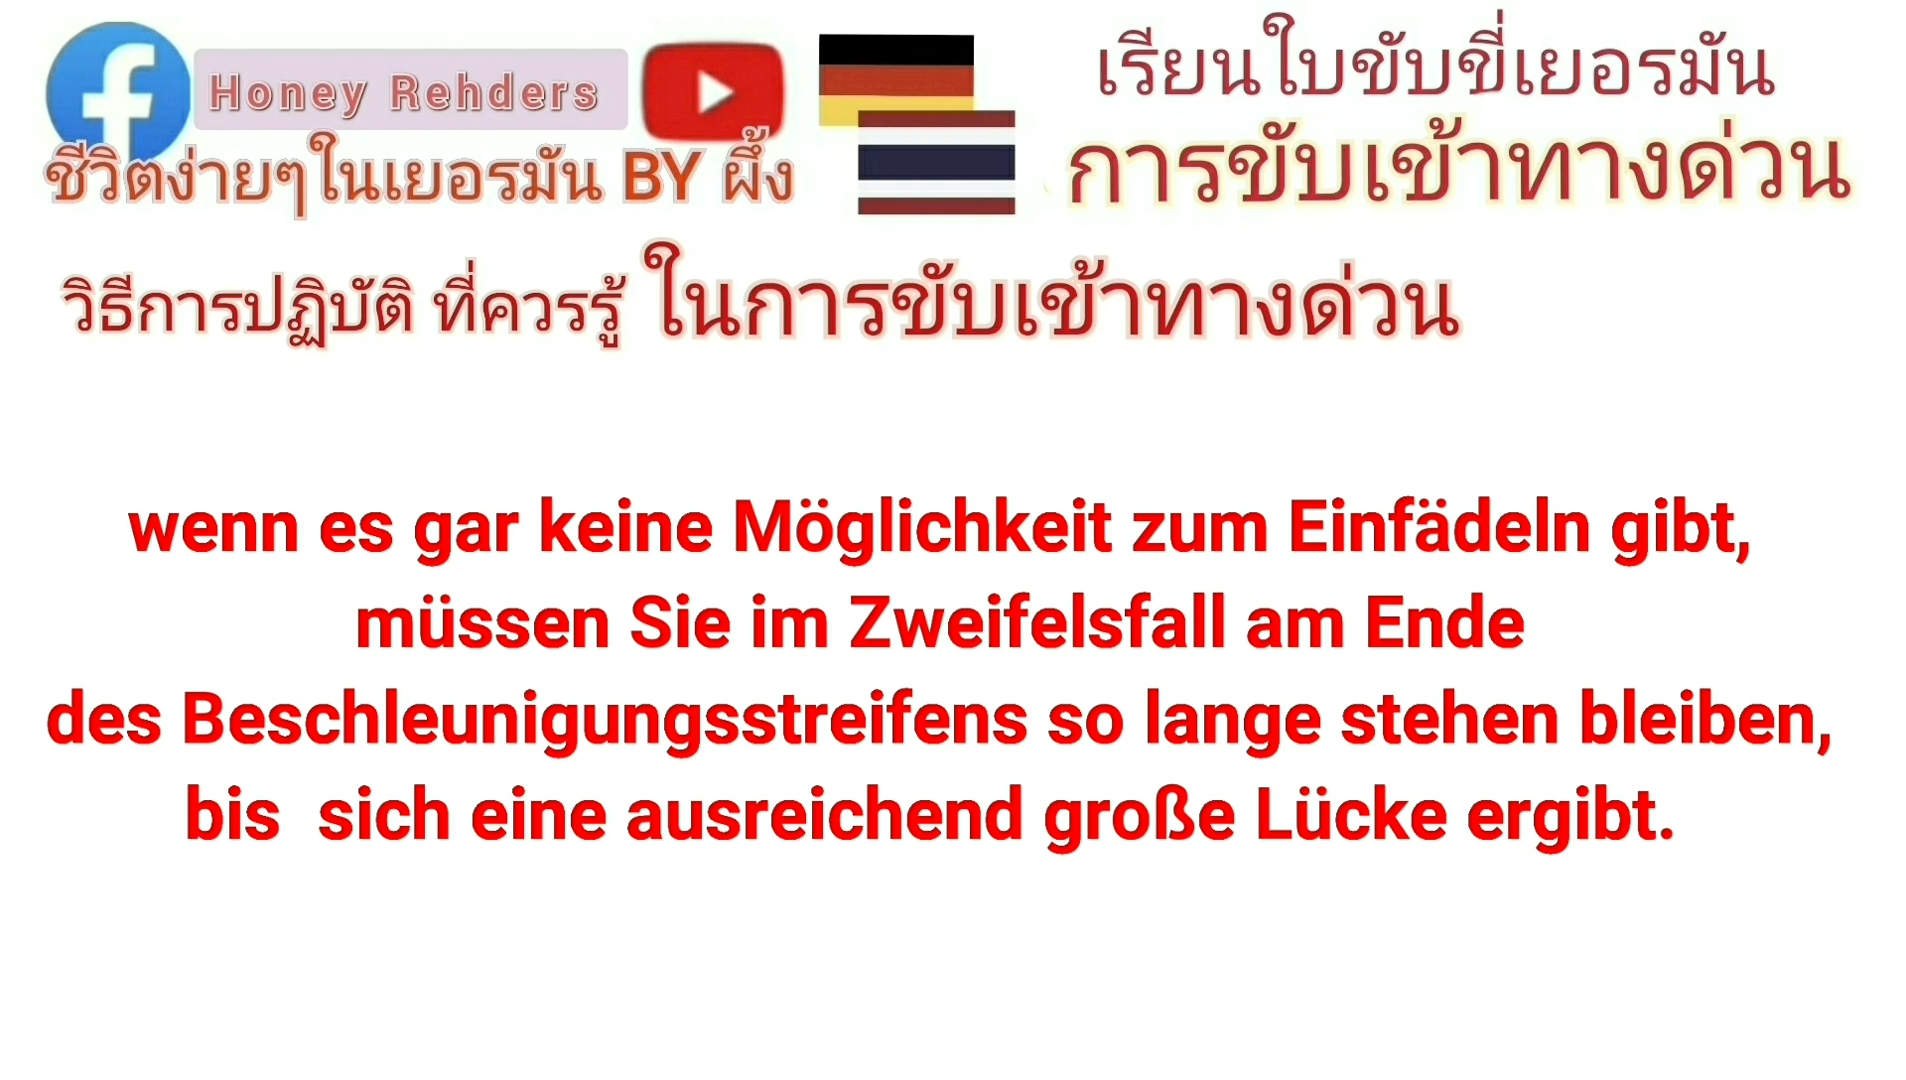 Honey Rehders
ชีวิตง่ายๆในเยอรมัน BY ผึ้ง
เรียนใบขับขี่เยอรมัน
การขับเข้าทางด่วน
วิธีการปฏิบัติ ที่ควรรู้ ในการขับเข้าทางด่วน
wenn es gar keine Möglichkeit zum Einfädeln gibt,
müssen Sie im Zweifelsfall am Ende
des Beschleunigungsstreifens so lange stehen bleiben,
bis sich eine ausreichend große Lücke ergibt.